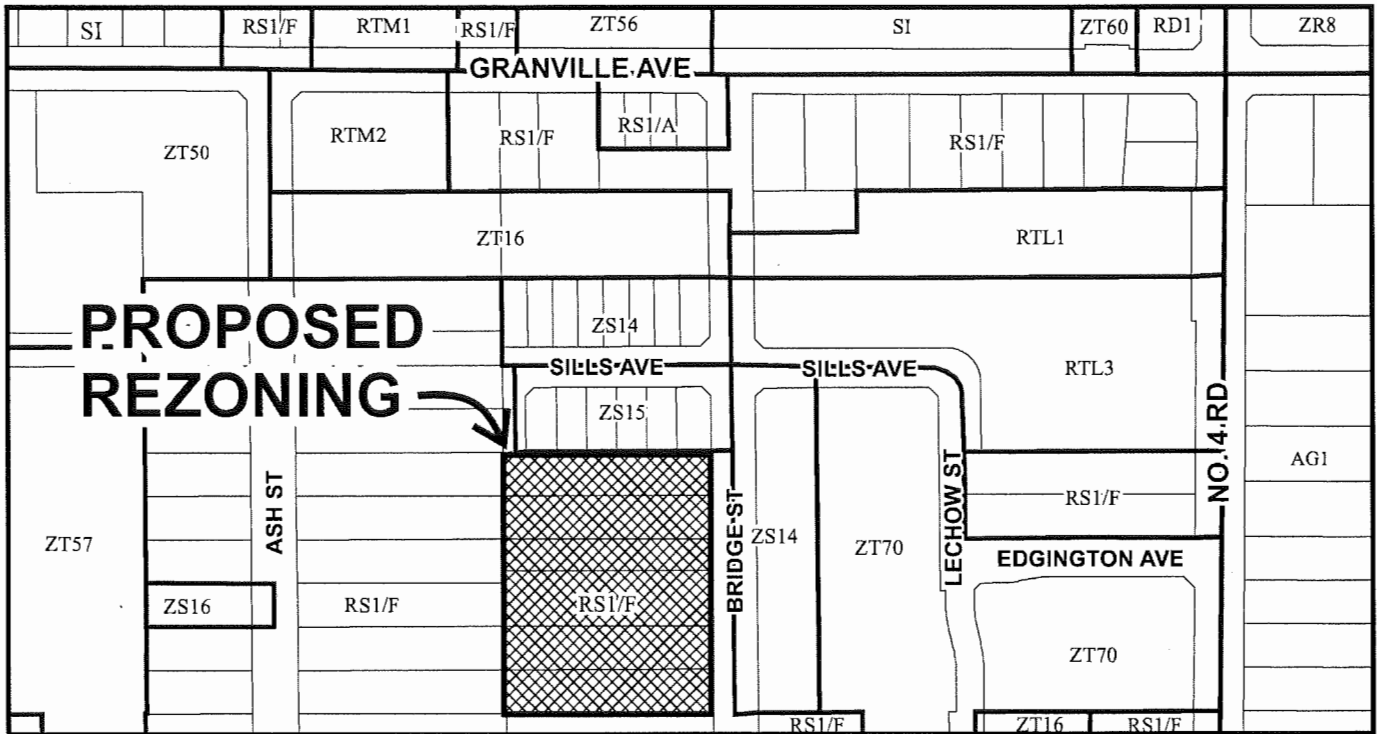 SI
RS1/F
RTM1
RS1/F
ZT56
SI
ZT60
RD1
ZR8
GRANVILLE AVE
ZT50
RTM2
RS1/F
RS1/A
RS1/F
ZT16
RTL1
PROPOSED
REZONING
ZS14
SILLS AVE
SILLS AVE
RTL3
ZS15
NO. 4 RD
AG1
ASH ST
BRIDGE ST
LECHOW ST
RS1/F
ZT57
ZS14
ZT70
EDGINGTON AVE
ZS16
RS1/F
RS1/F
ZT70
RS1/F
ZT16
RS1/F